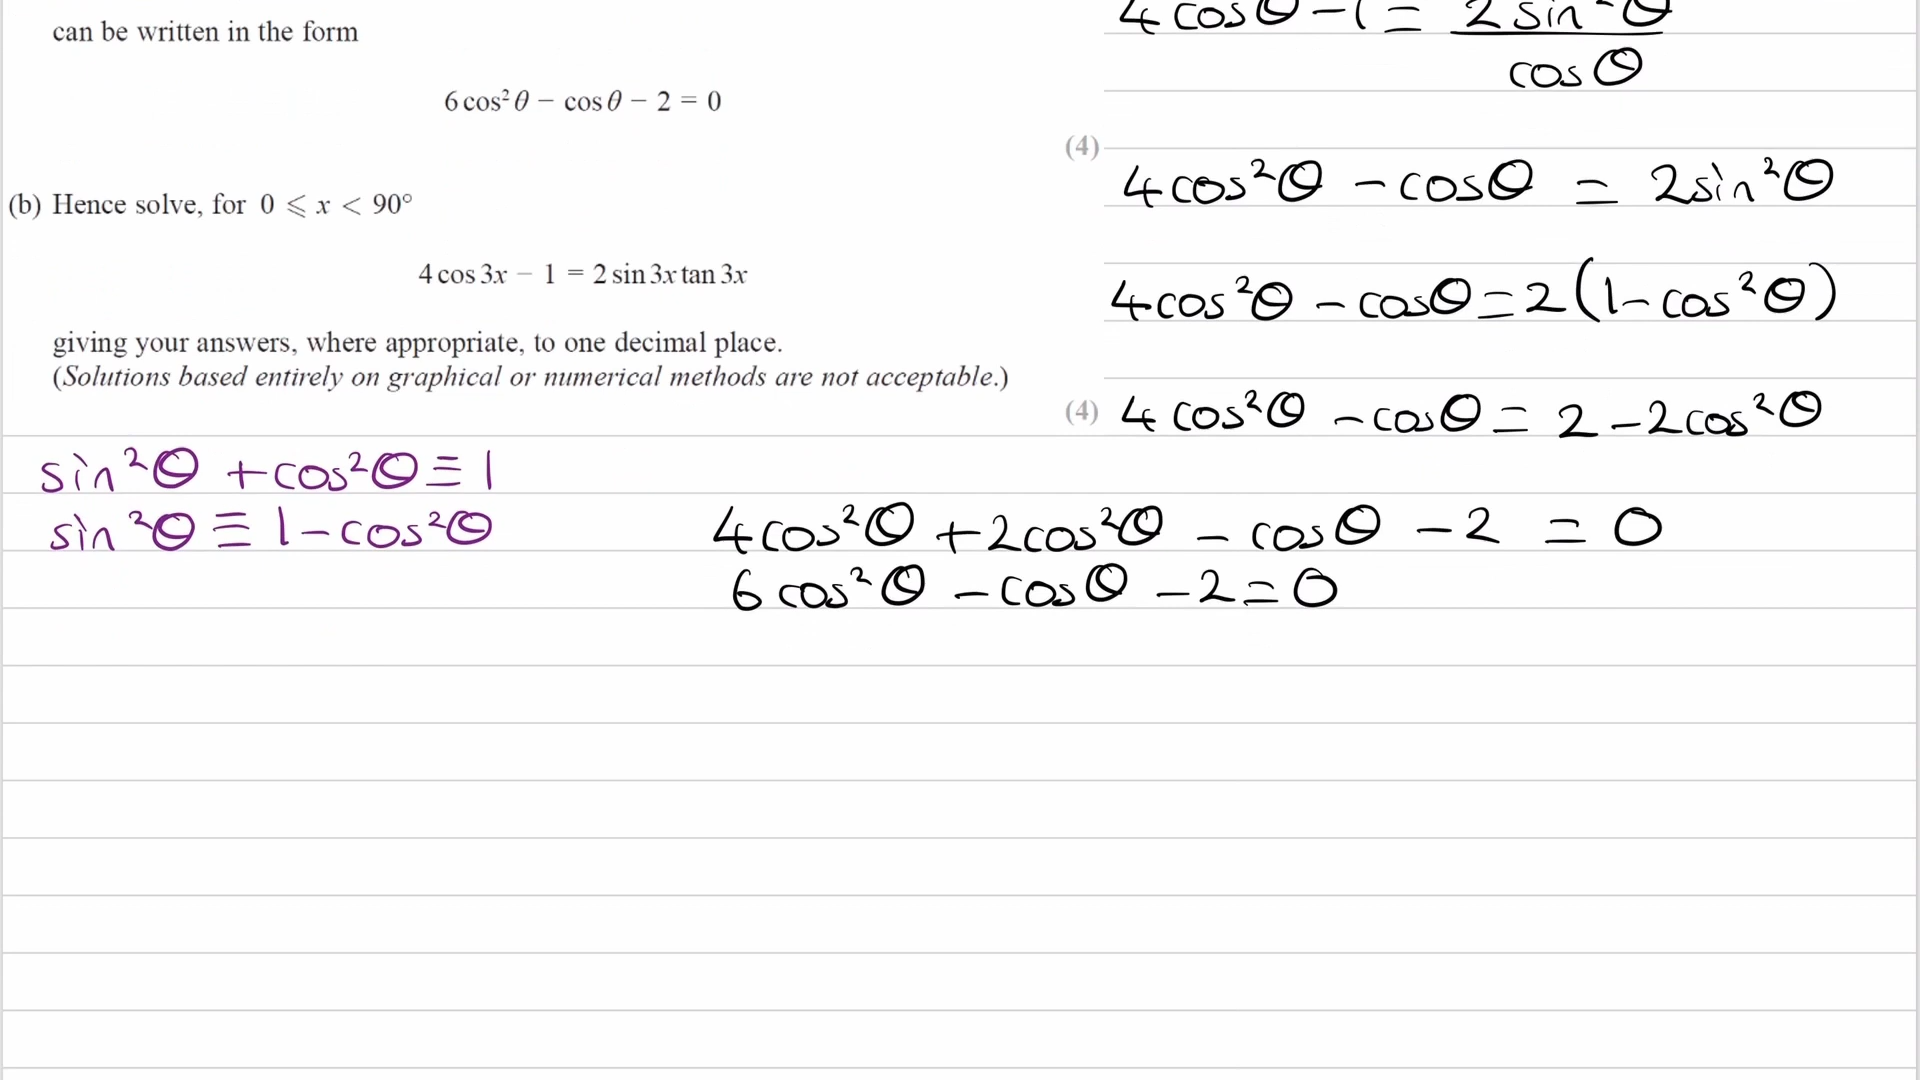 can be written in the form
6 cos² θ − cos θ − 2 = 0
(4)
(b) Hence solve, for 0 ⩽ x < 90°
4 cos 3x − 1 = 2 sin 3x tan 3x
giving your answers, where appropriate, to one decimal place.
(Solutions based entirely on graphical or numerical methods are not acceptable.)
(4)
sin²θ + cos²θ ≡ 1
sin²θ ≡ 1 − cos²θ
4 cosθ − 1 = 2 sin²θ
cosθ
4cos²θ − cosθ = 2sin²θ
4cos²θ − cosθ = 2(1 − cos²θ)
4 cos²θ − cosθ = 2 − 2cos²θ
4cos²θ + 2cos²θ − cosθ − 2 = 0
6 cos²θ − cosθ − 2 = 0